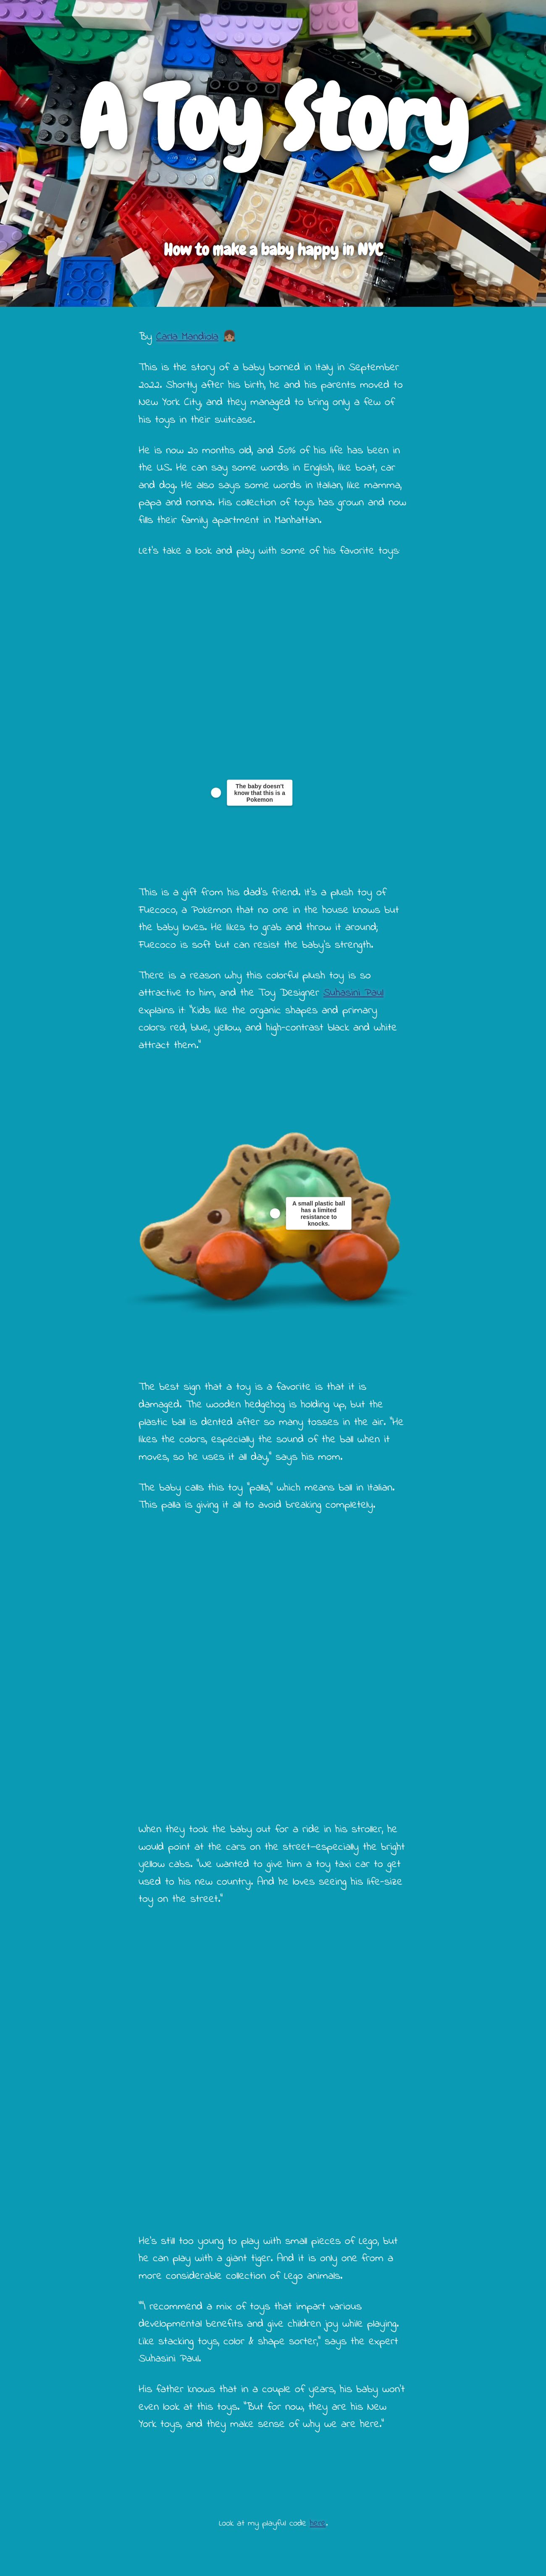 A Toy Story
How to make a baby happy in NYC
By Carla Mandiola 👧🏽
This is the story of a baby borned in Italy in September
2022. Shortly after his birth, he and his parents moved to
New York City, and they managed to bring only a few of
his toys in their suitcase.
He is now 20 months old, and 50% of his life has been in
the US. He can say some words in English, like boat, car
and dog. He also says some words in Italian, like mamma,
papa and nonna. His collection of toys has grown and now
fills their family apartment in Manhattan.
Let's take a look and play with some of his favorite toys:
The baby doesn't
know that this is a
Pokemon
This is a gift from his dad's friend. It's a plush toy of
Fuecoco, a Pokemon that no one in the house knows but
the baby loves. He likes to grab and throw it around;
Fuecoco is soft but can resist the baby's strength.
There is a reason why this colorful plush toy is so
attractive to him, and the Toy Designer Suhasini Paul
explains it: "Kids like the organic shapes and primary
colors: red, blue, yellow, and high-contrast black and white
attract them."
A small plastic ball
has a limited
resistance to
knocks.
The best sign that a toy is a favorite is that it is
damaged. The wooden hedgehog is holding up, but the
plastic ball is dented after so many tosses in the air. "He
likes the colors, especially the sound of the ball when it
moves, so he uses it all day," says his mom.
The baby calls this toy "palla," which means ball in Italian.
This palla is giving it all to avoid breaking completely.
When they took the baby out for a ride in his stroller, he
would point at the cars on the street—especially the bright
yellow cabs. "We wanted to give him a toy taxi car to get
used to his new country. And he loves seeing his life-size
toy on the street."
He's still too young to play with small pieces of Lego, but
he can play with a giant tiger. And it is only one from a
more considerable collection of Lego animals.
""I recommend a mix of toys that impart various
developmental benefits and give children joy while playing.
Like stacking toys, color & shape sorter," says the expert
Suhasini Paul.
His father knows that in a couple of years, his baby won't
even look at this toys. "But for now, they are his New
York toys, and they make sense of why we are here."
Look at my playful code here.